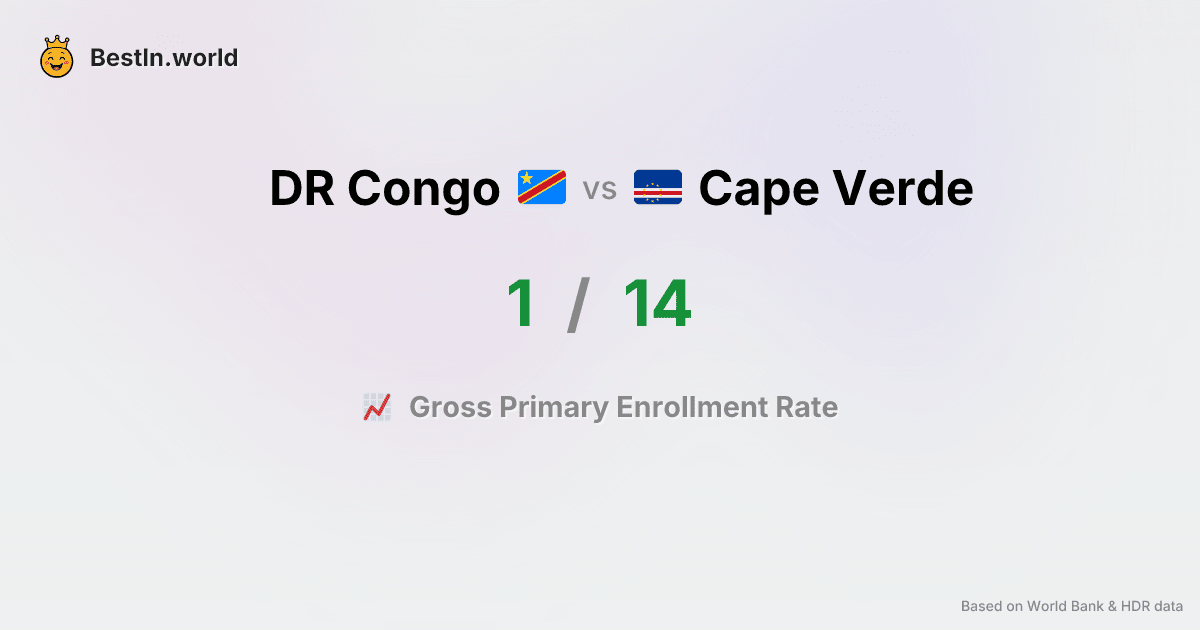 BestIn.world
DR Congo vs Cape Verde
1 / 14
Gross Primary Enrollment Rate
Based on World Bank & HDR data